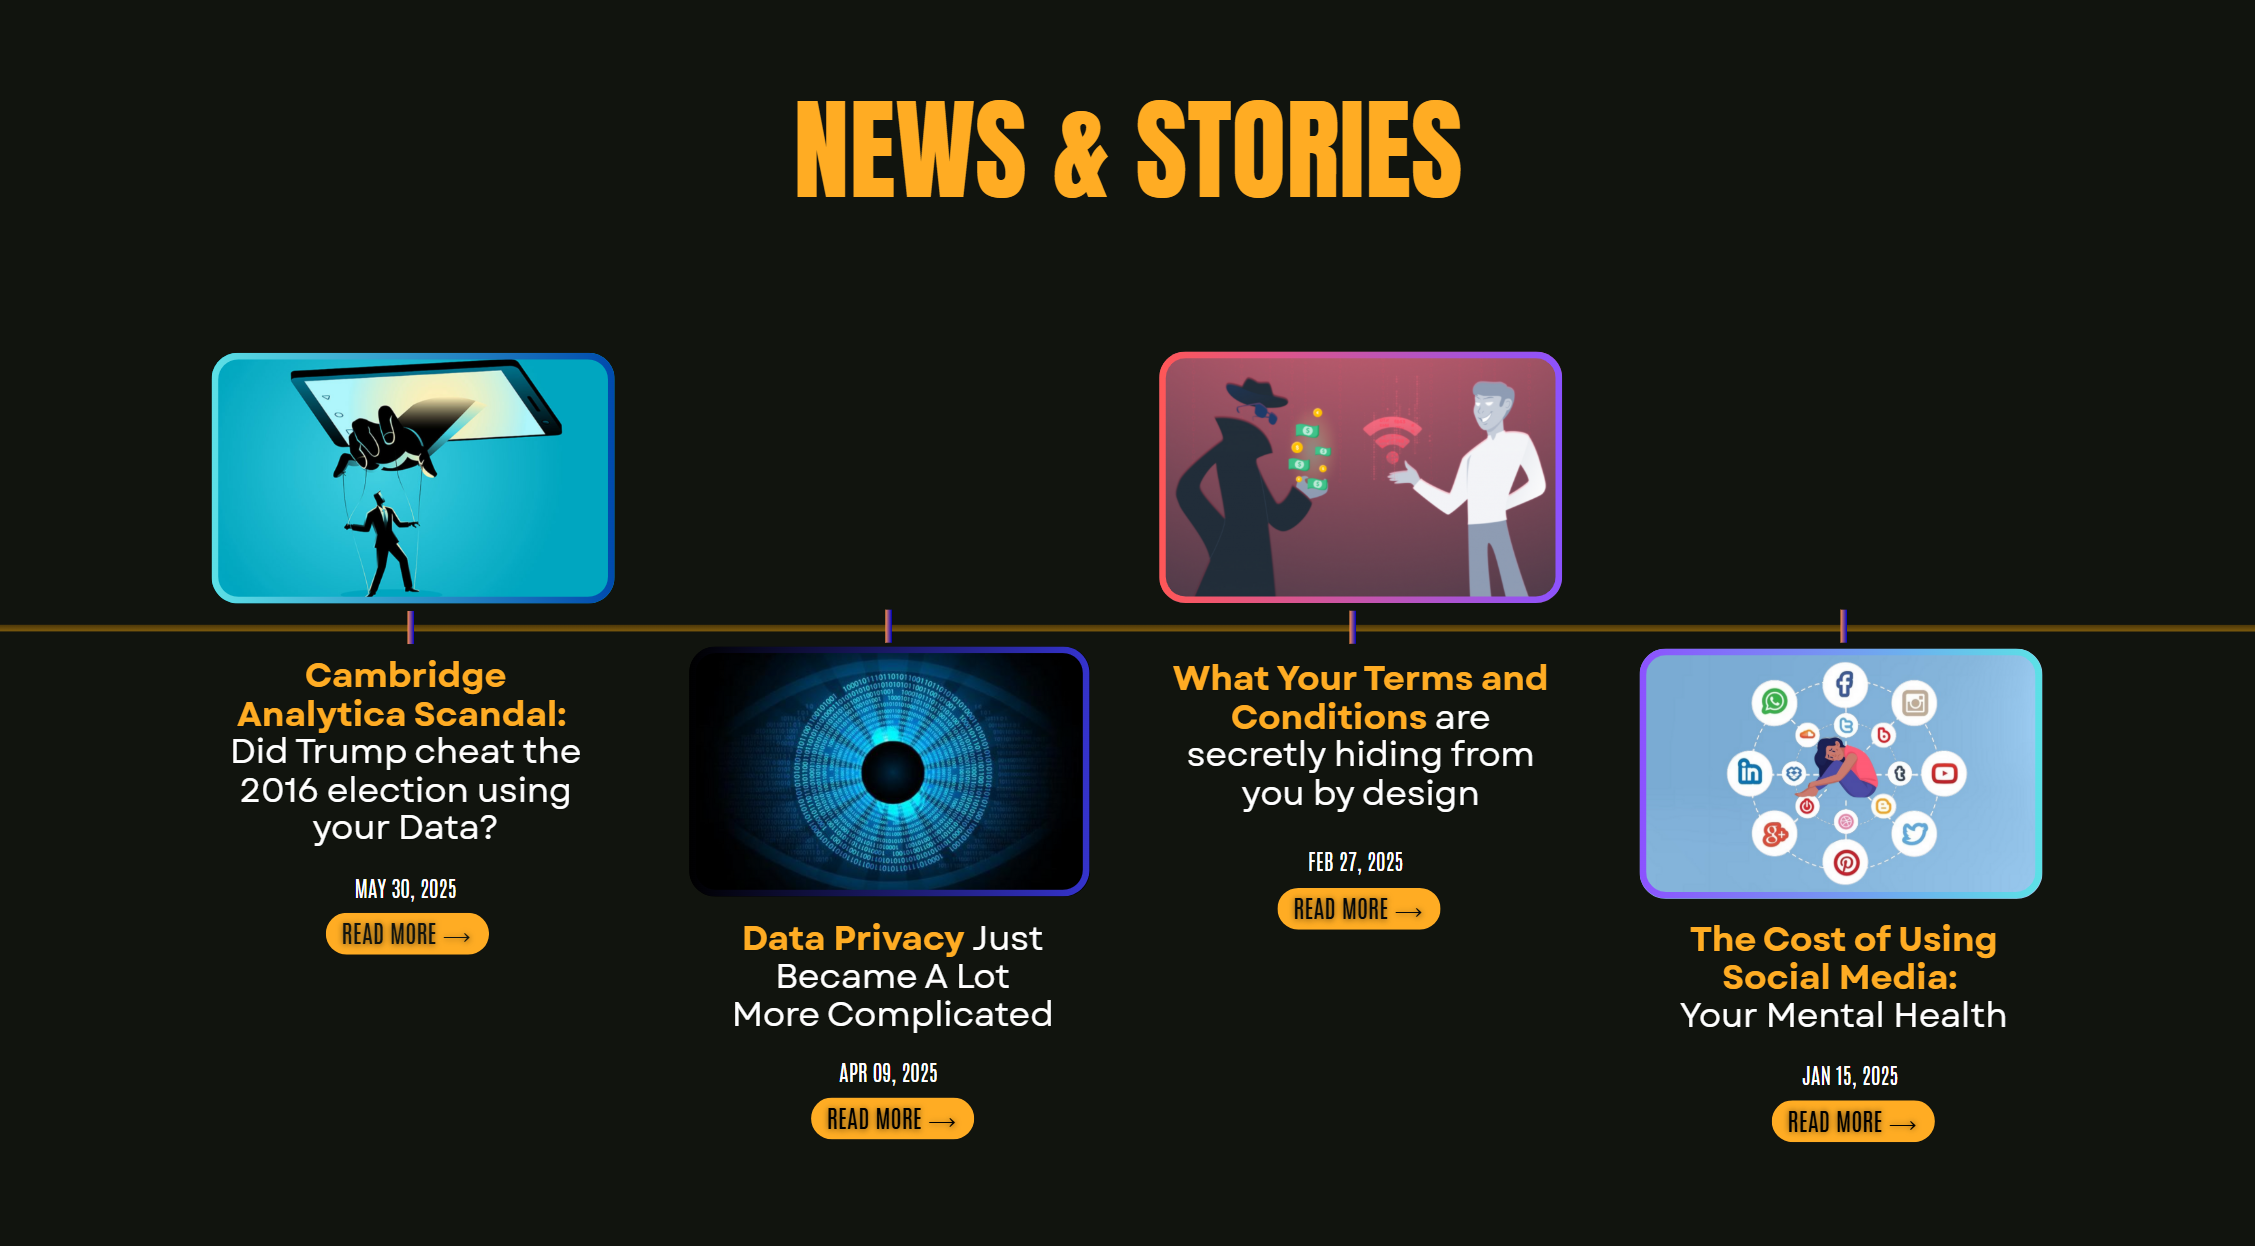 NEWS & STORIES
Cambridge
Analytica Scandal:
Did Trump cheat the
2016 election using
your Data?
MAY 30, 2025
READ MORE →
Data Privacy Just
Became A Lot
More Complicated
APR 09, 2025
READ MORE →
What Your Terms and
Conditions are
secretly hiding from
you by design
FEB 27, 2025
READ MORE →
The Cost of Using
Social Media:
Your Mental Health
JAN 15, 2025
READ MORE →